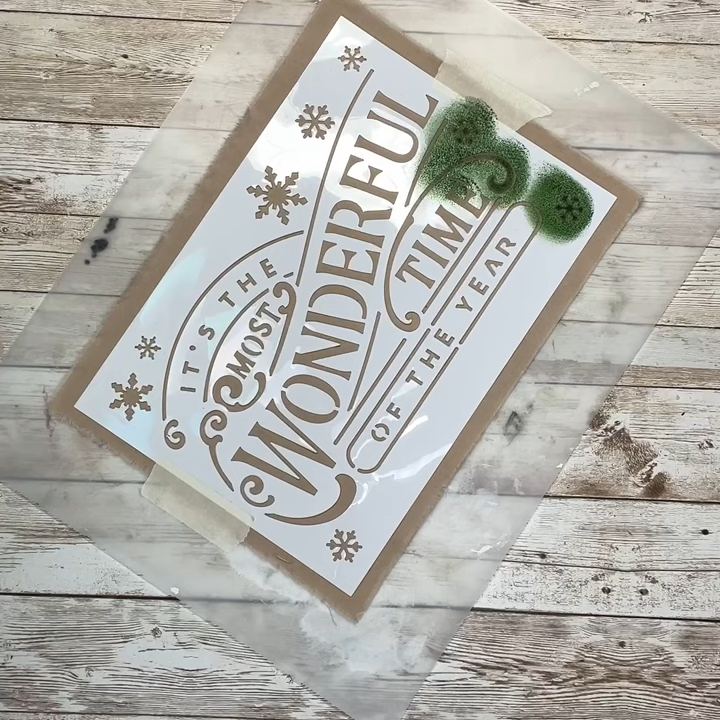 IT'S THE
MOST
WONDERFUL
TIME
OF THE YEAR